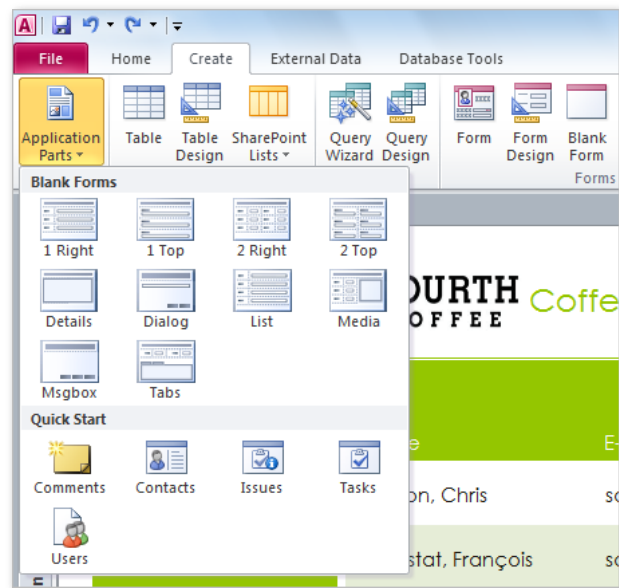 A
File Home Create External Data Database Tools
Application Parts Table Table Design SharePoint Lists Query Wizard Query Design Form Form Design Blank Form
Forms
Blank Forms
1 Right 1 Top 2 Right 2 Top
Details Dialog List Media
Msgbox Tabs
Quick Start
Comments Contacts Issues Tasks
Users
OURTH Coffe
OFFEE
e E-
on, Chris sc
stat, François sc